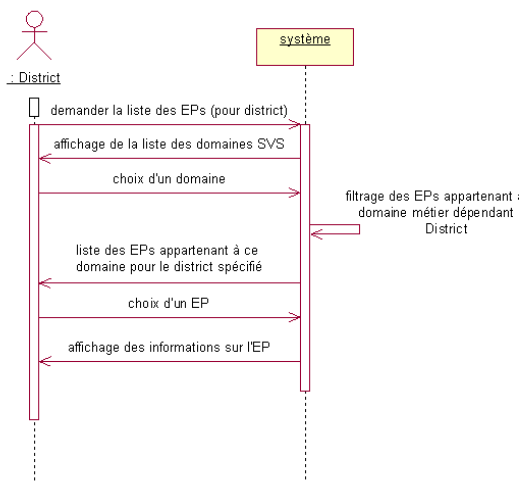 système
: District
demander la liste des EPs (pour district)
affichage de la liste des domaines SVS
choix d'un domaine
filtrage des EPs appartenant à
domaine métier dépendant
District
liste des EPs appartenant à ce
domaine pour le district spécifié
choix d'un EP
affichage des informations sur l'EP